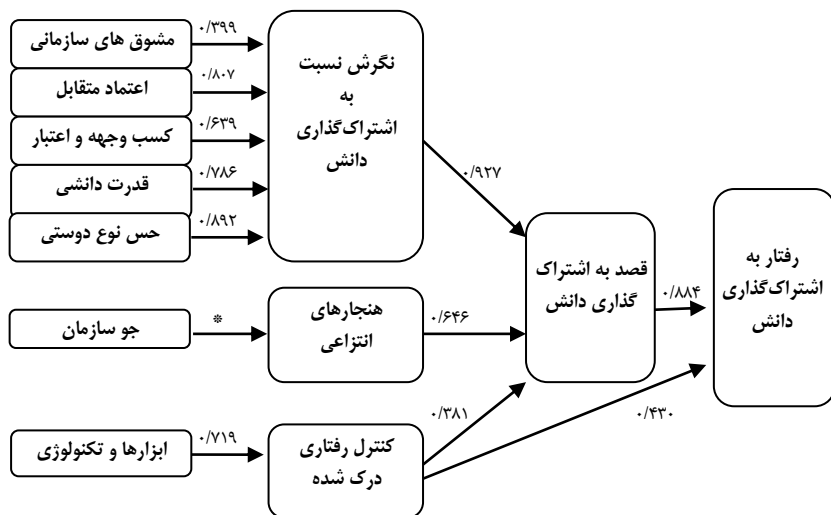 مشوق های سازمانی
۰/۳۹۹
اعتماد متقابل
۰/۸۰۷
کسب وجهه و اعتبار
۰/۶۳۹
قدرت دانشی
۰/۷۸۶
حس نوع دوستی
۰/۸۹۲
نگرش نسبت
به
اشتراک‌گذاری
دانش
۰/۹۲۷
جو سازمان
*
هنجارهای
انتزاعی
۰/۶۴۶
ابزارها و تکنولوژی
۰/۷۱۹
کنترل رفتاری
درک شده
۰/۳۸۱
۰/۴۳۰
قصد به اشتراک
گذاری دانش
۰/۸۸۴
رفتار به
اشتراک‌گذاری
دانش